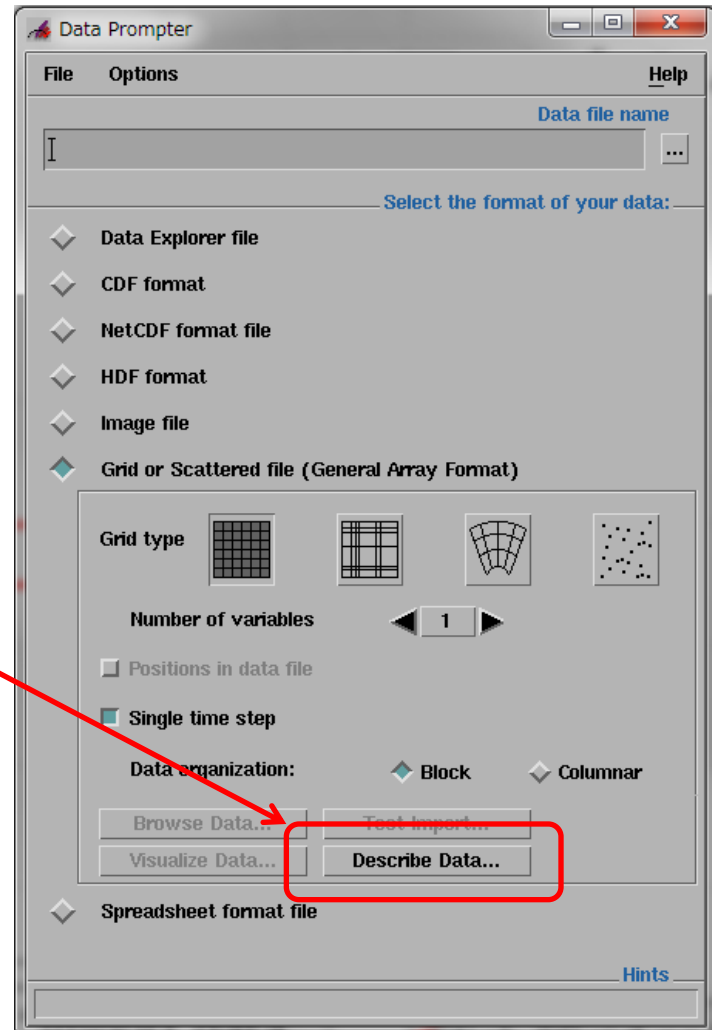 Data Prompter
File Options Help
Data file name
...
Select the format of your data:
Data Explorer file
CDF format
NetCDF format file
HDF format
Image file
Grid or Scattered file (General Array Format)
Grid type
Number of variables 1
Positions in data file
Single time step
Data organization: Block Columnar
Browse Data... Test Import...
Visualize Data... Describe Data...
Spreadsheet format file
Hints